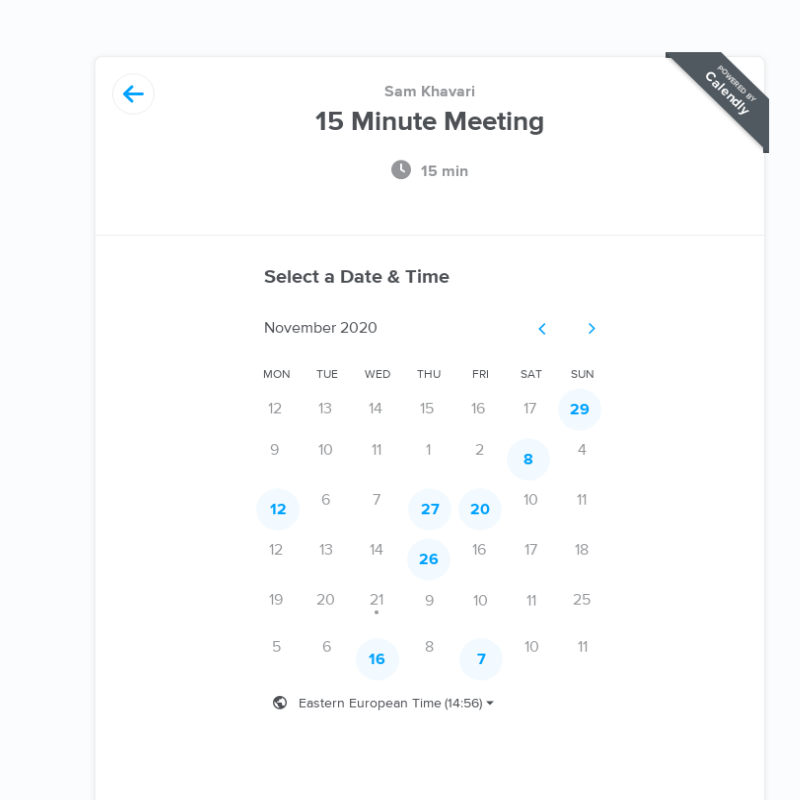 POWERED BY
Calendly
Sam Khavari
15 Minute Meeting
15 min
Select a Date & Time
November 2020
MON TUE WED THU FRI SAT SUN
12 13 14 15 16 17 29
9 10 11 1 2 8 4
12 6 7 27 20 10 11
12 13 14 26 16 17 18
19 20 21 9 10 11 25
5 6 16 8 7 10 11
Eastern European Time (14:56)